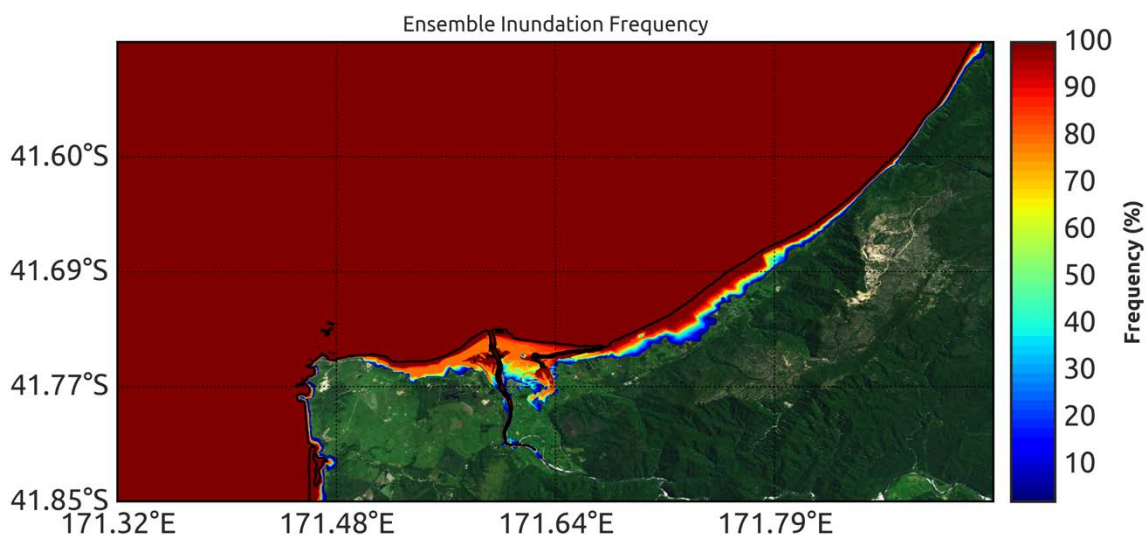 Ensemble Inundation Frequency
41.60°S
41.69°S
41.77°S
41.85°S
171.32°E
171.48°E
171.64°E
171.79°E
100
90
80
70
60
50
40
30
20
10
Frequency (%)